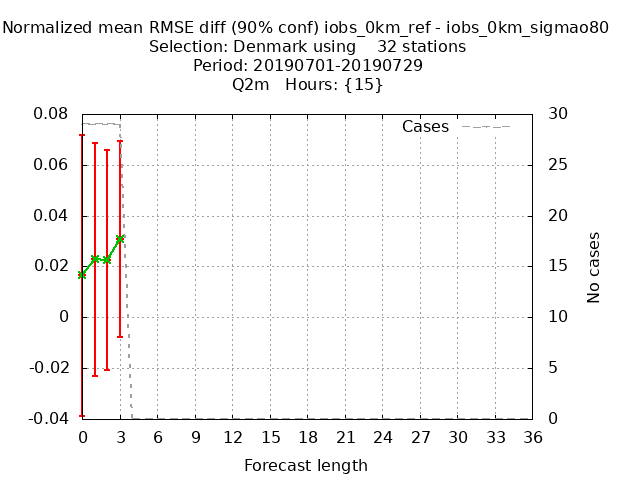 Normalized mean RMSE diff (90% conf) iobs_0km_ref - iobs_0km_sigmao80
Selection: Denmark using    32 stations
Period: 20190701-20190729
Q2m   Hours: {15}
Cases
0.08
0.06
0.04
0.02
0
-0.02
-0.04
30
25
20
15
10
5
0
No cases
0 3 6 9 12 15 18 21 24 27 30 33 36
Forecast length